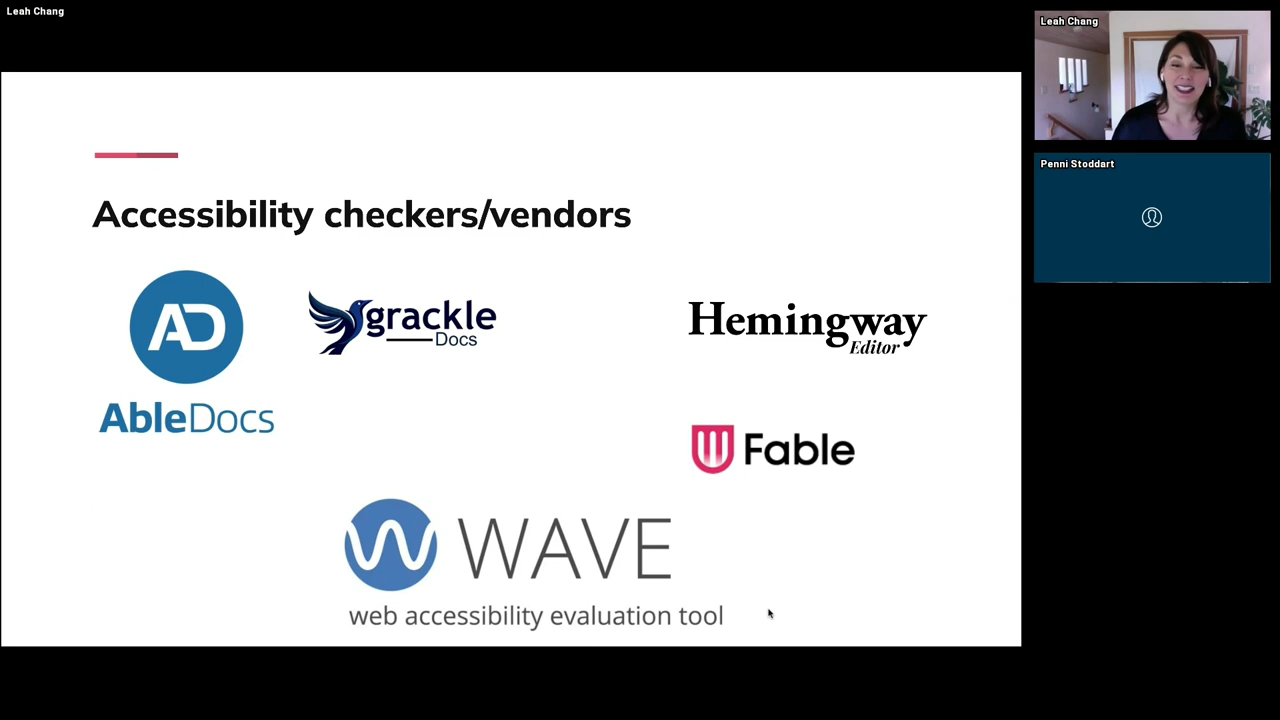 Leah Chang
Leah Chang
Penni Stoddart
Accessibility checkers/vendors
AD
AbleDocs
grackle
Docs
Hemingway
Editor
Fable
W WAVE
web accessibility evaluation tool